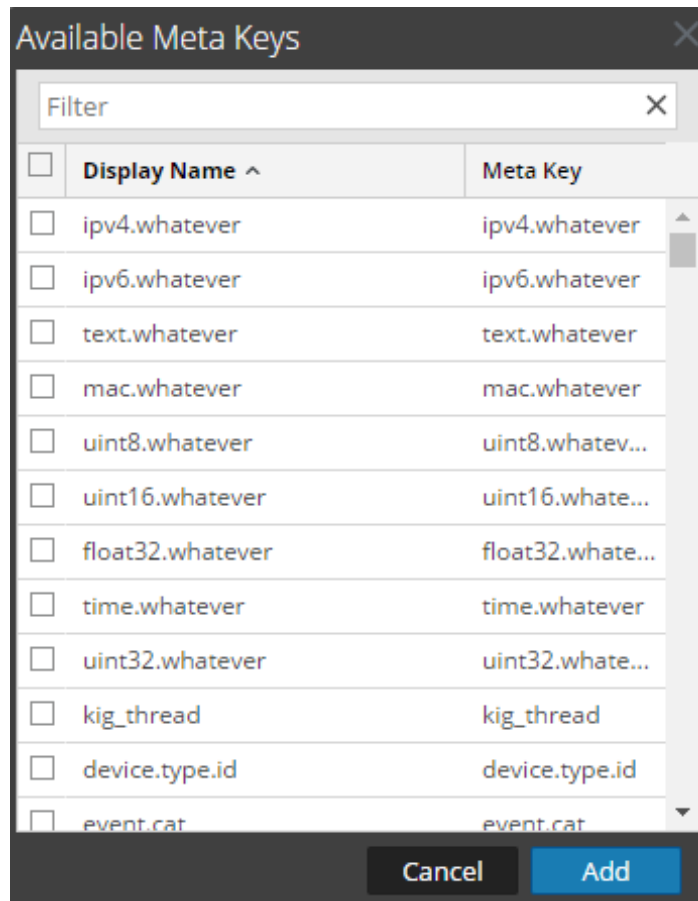 Available Meta Keys
Filter
Display Name Meta Key
ipv4.whatever ipv4.whatever
ipv6.whatever ipv6.whatever
text.whatever text.whatever
mac.whatever mac.whatever
uint8.whatever uint8.whatev...
uint16.whatever uint16.whate...
float32.whatever float32.whate...
time.whatever time.whatever
uint32.whatever uint32.whate...
kig_thread kig_thread
device.type.id device.type.id
event.cat event.cat
Cancel Add